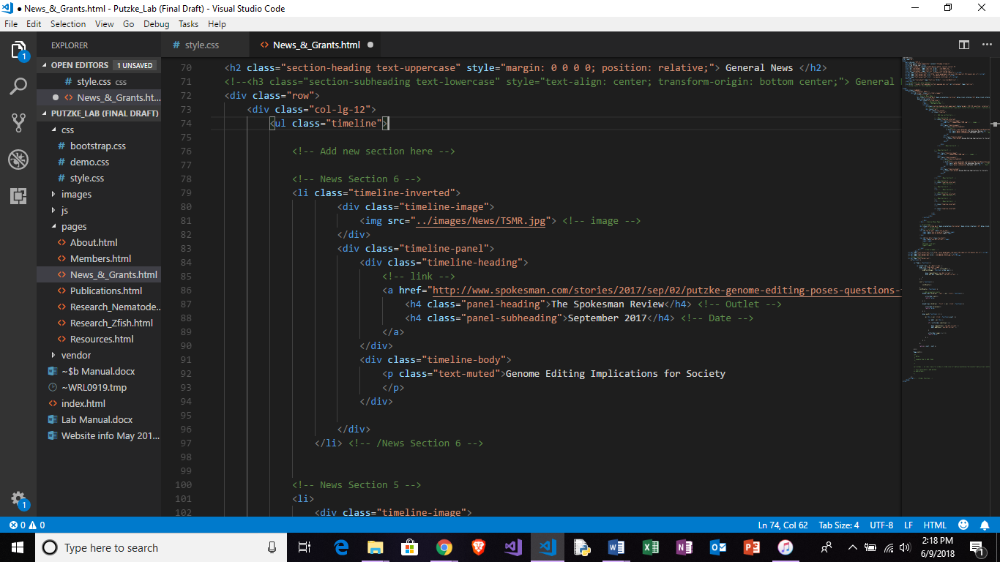 ● News_&_Grants.html - Putzke_Lab (Final Draft) - Visual Studio Code
File Edit Selection View Go Debug Tasks Help
EXPLORER
OPEN EDITORS 1 UNSAVED
# style.css css
● <> News_&_Grants.ht...
PUTZKE_LAB (FINAL DRAFT)
css
# bootstrap.css
# demo.css
# style.css
images
js
pages
<> About.html
<> Members.html
<> News_&_Grants.html
<> Publications.html
<> Research_Nematode...
<> Research_Zfish.html
<> Resources.html
vendor
~$b Manual.docx
~WRL0919.tmp
<> index.html
Lab Manual.docx
Website info May 201...
1
1
# style.css <> News_&_Grants.html ●
70 <h2 class="section-heading text-uppercase" style="margin: 0 0 0 0; position: relative;"> General News </h2>
71 <!--<h3 class="section-subheading text-lowercase" style="text-align: center; transform-origin: bottom center;"> General
72 <div class="row">
73 <div class="col-lg-12">
74 <ul class="timeline">
75
76 <!-- Add new section here -->
77
78 <!-- News Section 6 -->
79 <li class="timeline-inverted">
80 <div class="timeline-image">
81 <img src="../images/News/TSMR.jpg"> <!-- image -->
82 </div>
83 <div class="timeline-panel">
84 <div class="timeline-heading">
85 <!-- link -->
86 <a href="http://www.spokesman.com/stories/2017/sep/02/putzke-genome-editing-poses-questions-
87 <h4 class="panel-heading">The Spokesman Review</h4> <!-- Outlet -->
88 <h4 class="panel-subheading">September 2017</h4> <!-- Date -->
89 </a>
90 </div>
91 <div class="timeline-body">
92 <p class="text-muted">Genome Editing Implications for Society
93 </p>
94 </div>
95
96 </div>
97 </li> <!-- /News Section 6 -->
98
99
100 <!-- News Section 5 -->
101 <li>
102 <div class="timeline-image">
0 0 Ln 74, Col 62 Tab Size: 4 UTF-8 LF HTML
Type here to search
2:18 PM
6/9/2018
1